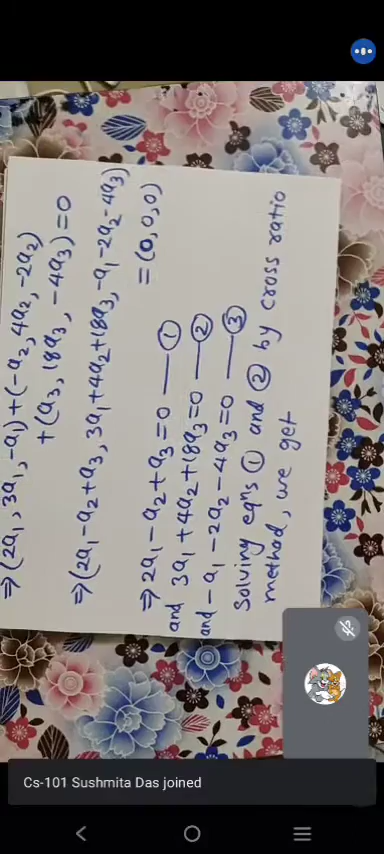 ⇒ (2a₁, 3a₁, -a₁) + (-a₂, 4a₂, -2a₂)
+ (a₃, 18a₃, -4a₃) = 0
⇒ (2a₁ - a₂ + a₃, 3a₁ + 4a₂ + 18a₃, -a₁ - 2a₂ - 4a₃)
= (0, 0, 0)
⇒ 2a₁ - a₂ + a₃ = 0 —— ①
and 3a₁ + 4a₂ + 18a₃ = 0 —— ②
and - a₁ - 2a₂ - 4a₃ = 0 —— ③
Solving eqⁿs ① and ② by cross ratio
method, we get
Cs-101 Sushmita Das joined